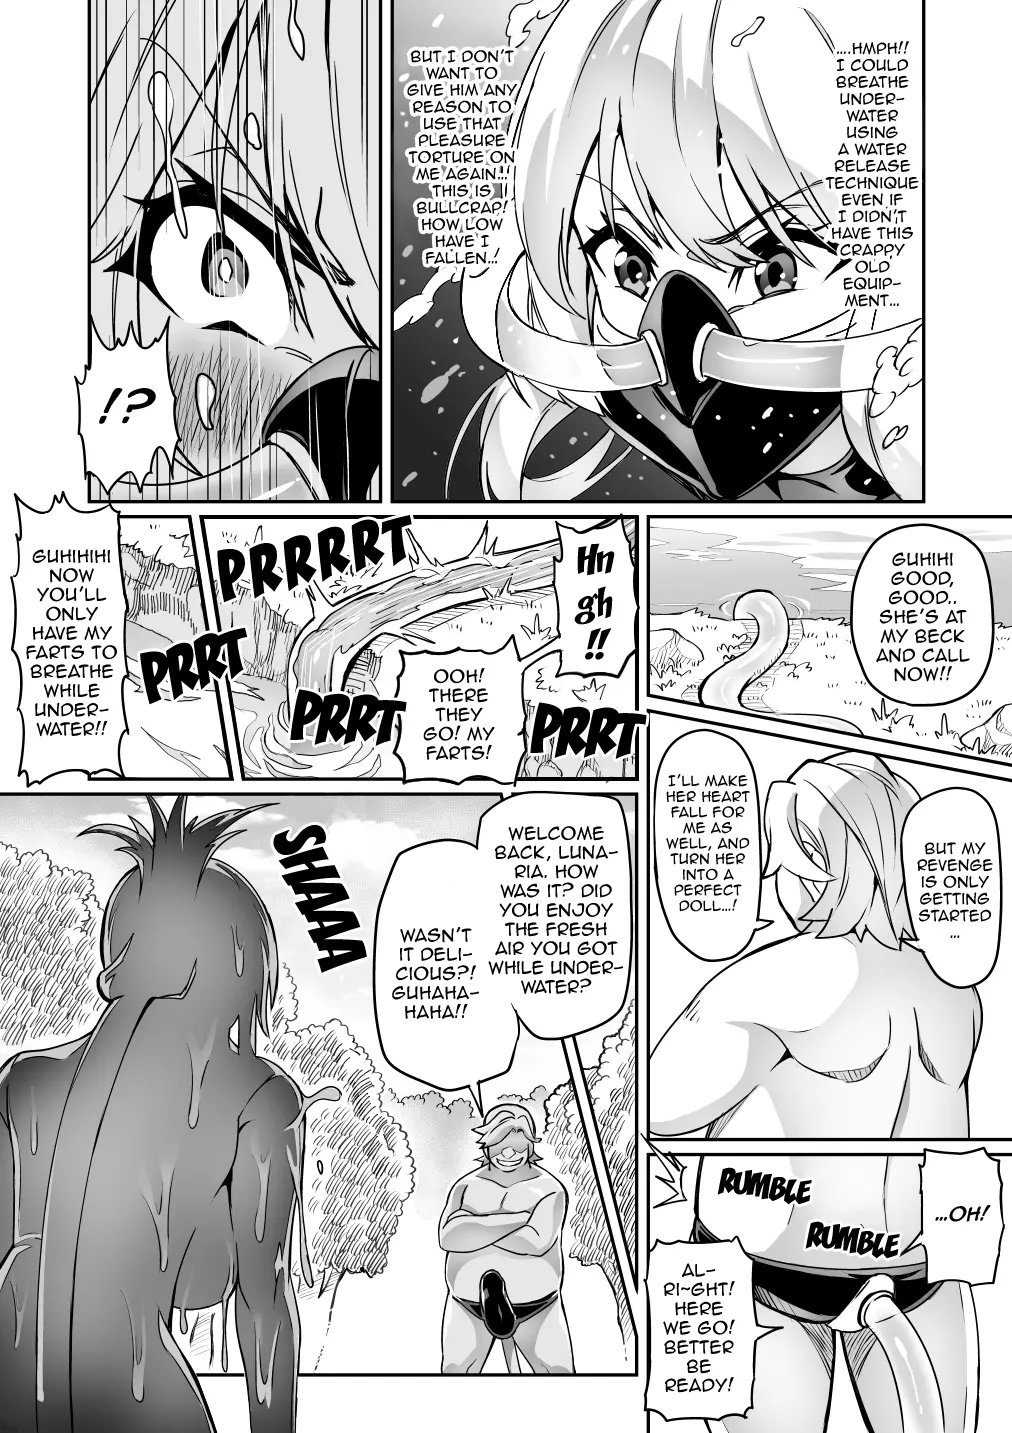 ....HMPH!!
I COULD
BREATHE
UNDER-
WATER
USING
A WATER
RELEASE
TECHNIQUE
EVEN IF
I DIDN'T
HAVE THIS
CRAPPY
OLD
EQUIP-
MENT...
BUT I DON'T
WANT TO
GIVE HIM ANY
REASON TO
USE THAT
PLEASURE
TORTURE ON
ME AGAIN...!
THIS IS
BULLCRAP!
HOW LOW
HAVE I
FALLEN..!
!?
GUHIHI
GOOD,
GOOD..
SHE'S AT
MY BECK
AND CALL
NOW!!
BUT MY
REVENGE
IS ONLY
GETTING
STARTED
...
I'LL MAKE
HER HEART
FALL FOR
ME AS
WELL, AND
TURN HER
INTO A
PERFECT
DOLL...!
...OH!
RUMBLE
RUMBLE
AL-
RI~GHT!
HERE
WE GO!
BETTER
BE
READY!
Hn
gh
!!
PRRRRRT
PRRT
OOH!
THERE
THEY
GO! MY
FARTS!
PRRT
PRRT
GUHIHIHI
NOW
YOU'LL
ONLY
HAVE MY
FARTS TO
BREATHE
WHILE
UNDER-
WATER!!
WELCOME
BACK, LUNA-
RIA. HOW
WAS IT? DID
YOU ENJOY
THE FRESH
AIR YOU GOT
WHILE UNDER-
WATER?
WASN'T
IT DELI-
CIOUS?!
GUHAHA-
HAHA!!
SHAAA